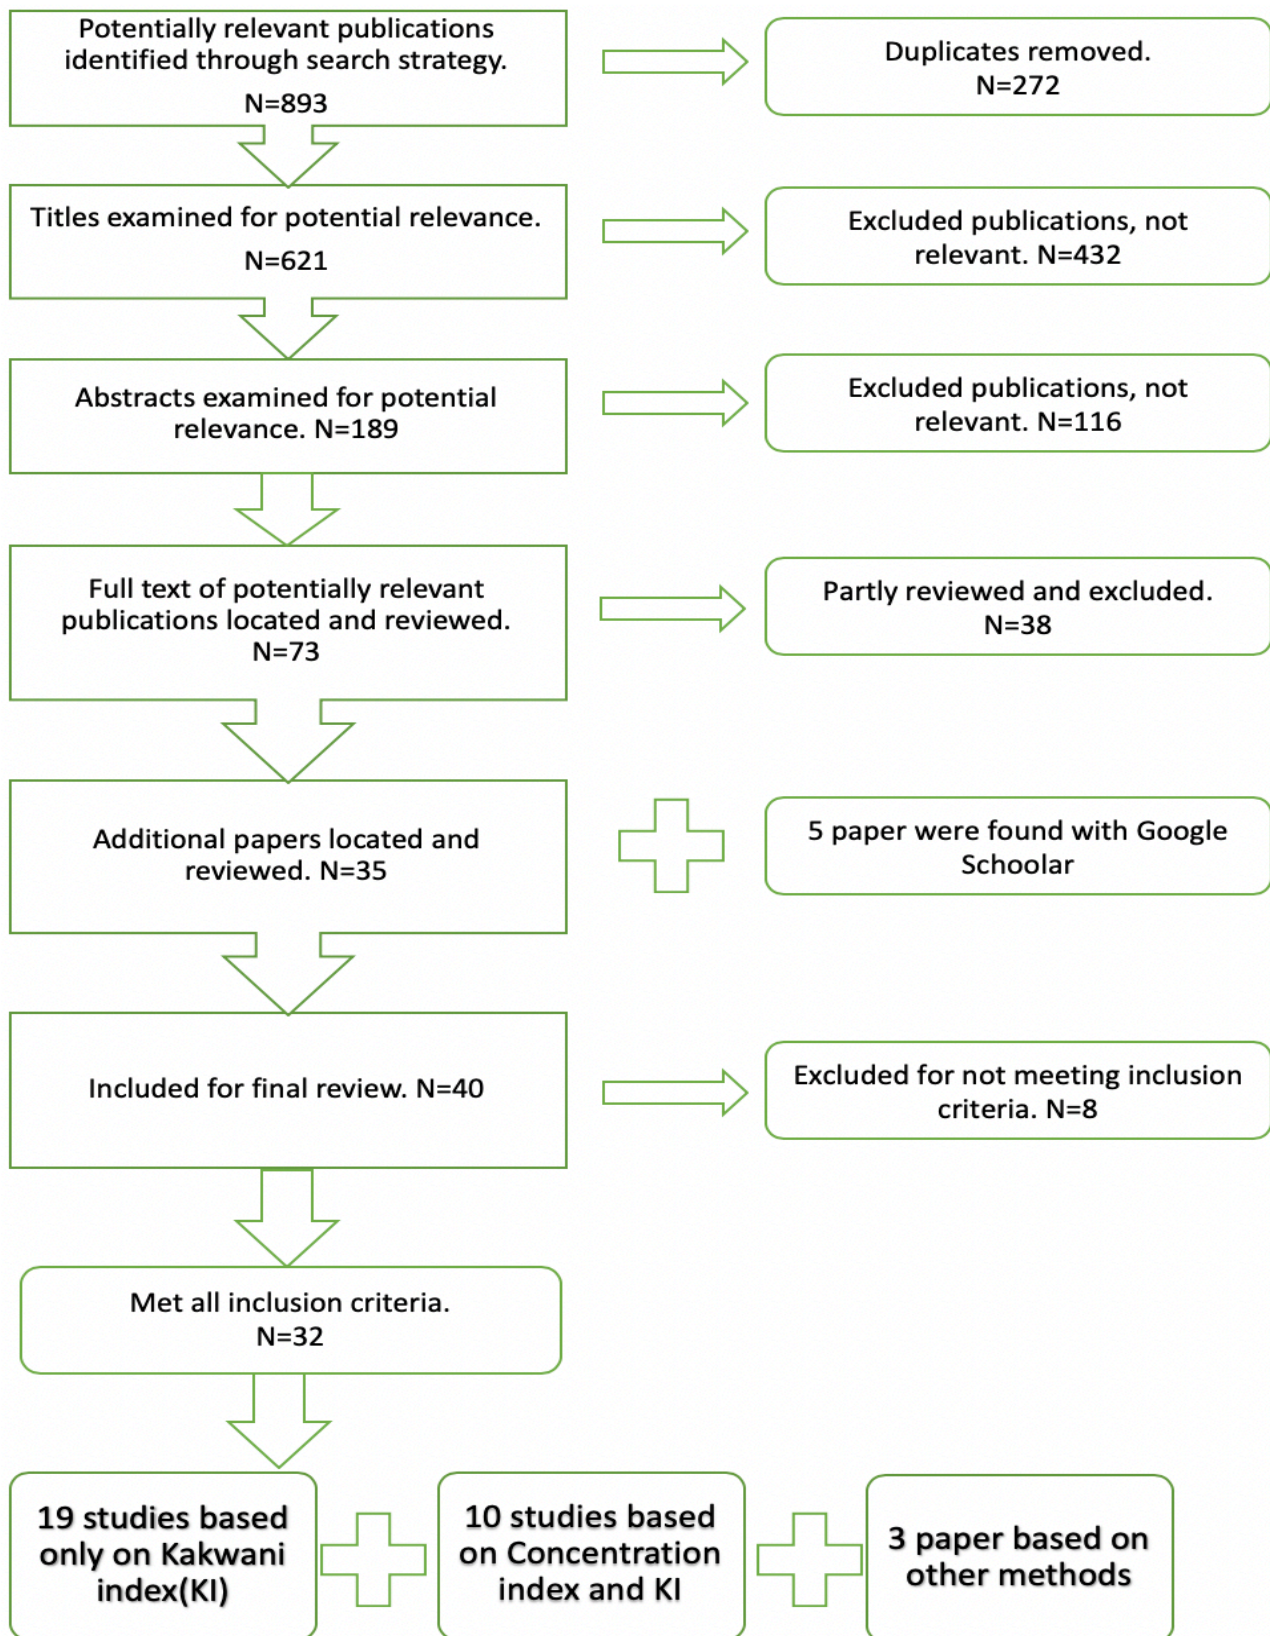 Potentially relevant publications
identified through search strategy.
N=893
Duplicates removed.
N=272
Titles examined for potential relevance.
N=621
Excluded publications, not
relevant. N=432
Abstracts examined for potential
relevance. N=189
Excluded publications, not
relevant. N=116
Full text of potentially relevant
publications located and reviewed.
N=73
Partly reviewed and excluded.
N=38
Additional papers located and
reviewed. N=35
5 paper were found with Google
Schoolar
Included for final review. N=40
Excluded for not meeting inclusion
criteria. N=8
Met all inclusion criteria.
N=32
19 studies based
only on Kakwani
index(KI)
10 studies based
on Concentration
index and KI
3 paper based on
other methods